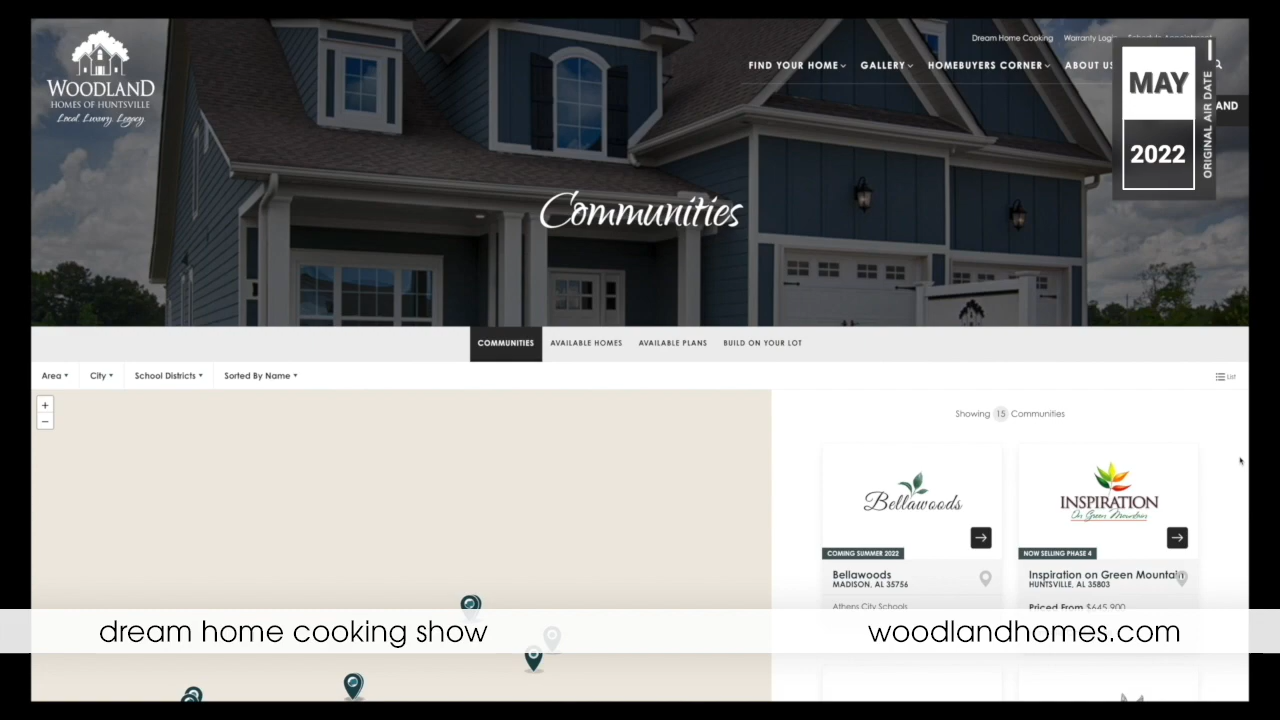 WOODLAND
HOMES OF HUNTSVILLE
Local. Luxury. Legacy.
Dream Home Cooking
Warranty Login
Schedule Appointment
FIND YOUR HOME
GALLERY
HOMEBUYERS CORNER
ABOUT US
AND
MAY
2022
ORIGINAL AIR DATE
Communities
COMMUNITIES
AVAILABLE HOMES
AVAILABLE PLANS
BUILD ON YOUR LOT
Area
City
School Districts
Sorted By Name
List
+
−
Showing 15 Communities
Bellawoods
COMING SUMMER 2022
Bellawoods
MADISON, AL 35756
Athens City Schools
INSPIRATION
On Green Mountain
NOW SELLING PHASE 4
Inspiration on Green Mountain
HUNTSVILLE, AL 35803
Priced From $645,900
dream home cooking show
woodlandhomes.com